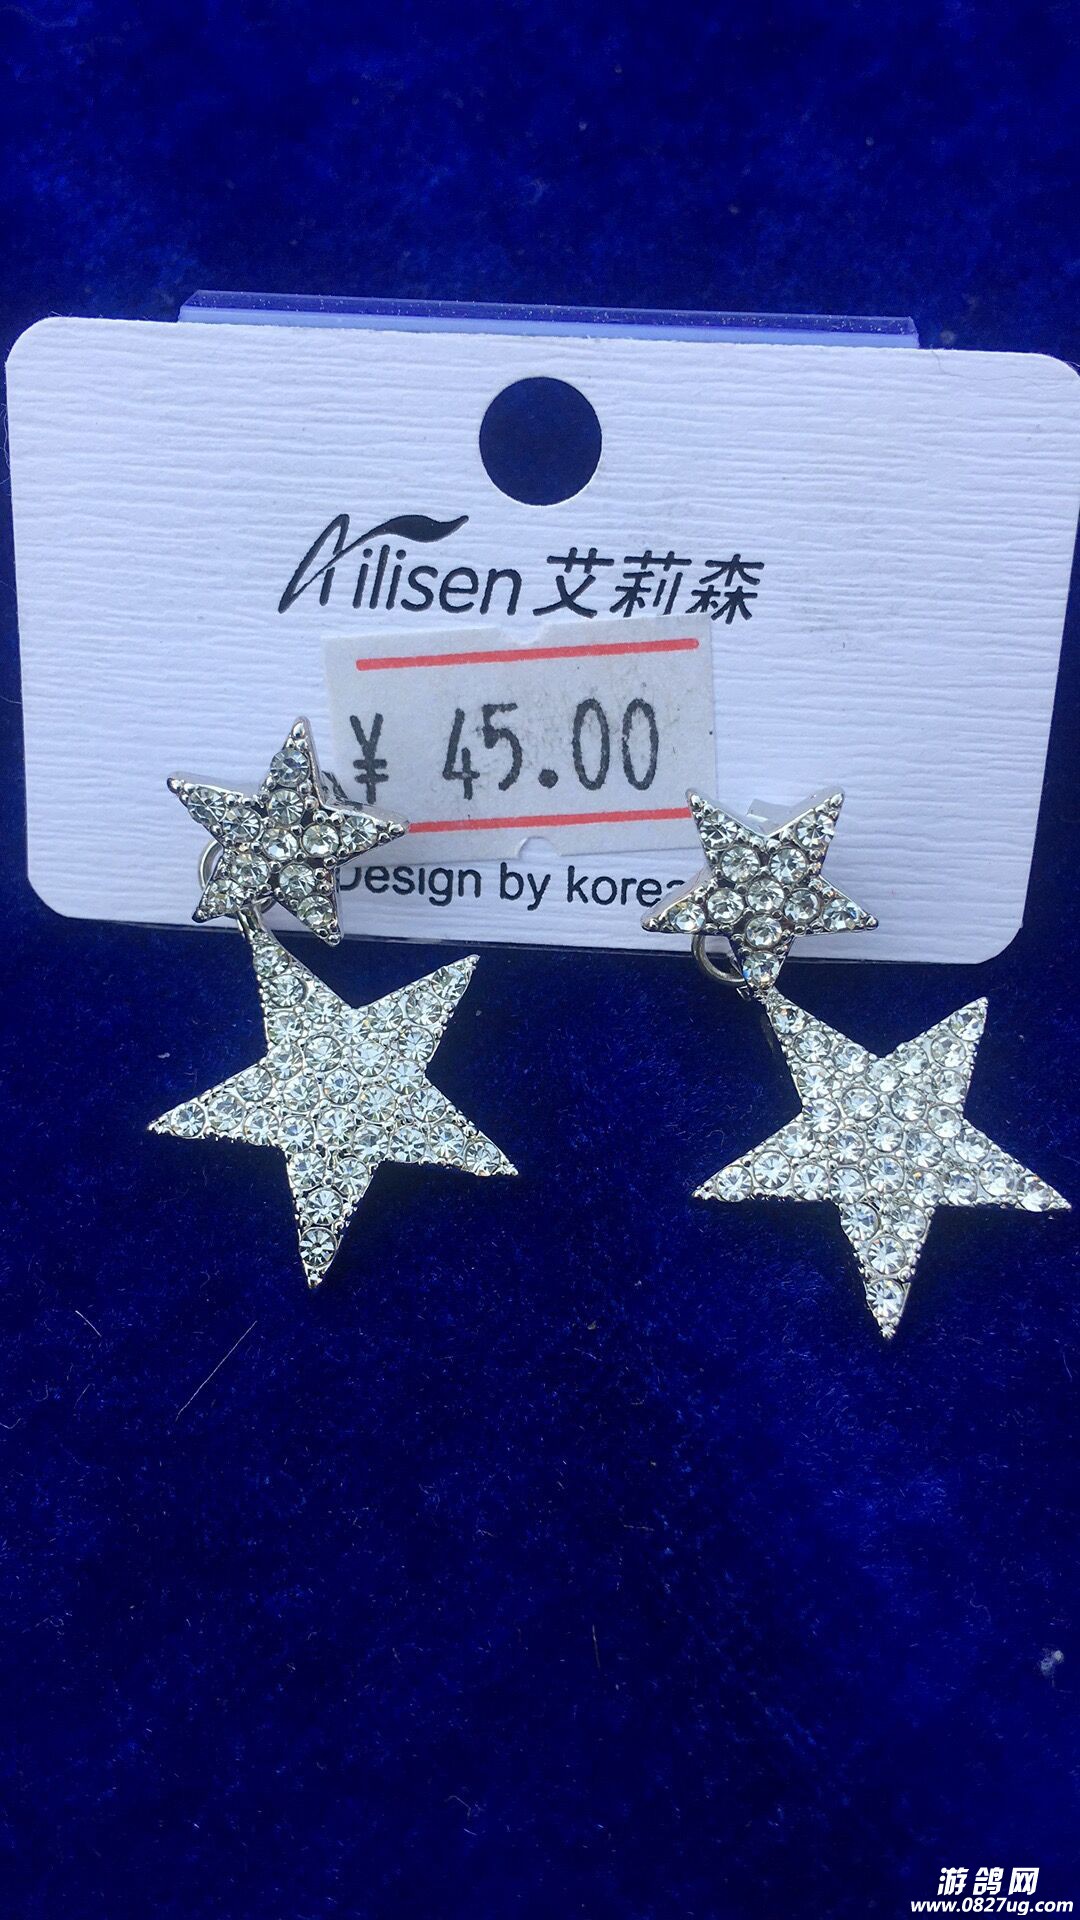 Ailisen 艾莉森
¥ 45.00
Design by korea
游鸽网
www.0827ug.com